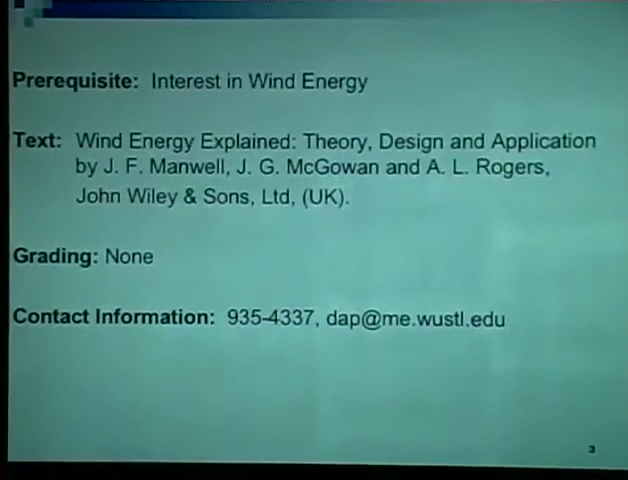 Prerequisite: Interest in Wind Energy
Text: Wind Energy Explained: Theory, Design and Application
by J. F. Manwell, J. G. McGowan and A. L. Rogers,
John Wiley & Sons, Ltd, (UK).
Grading: None
Contact Information: 935-4337, dap@me.wustl.edu
3